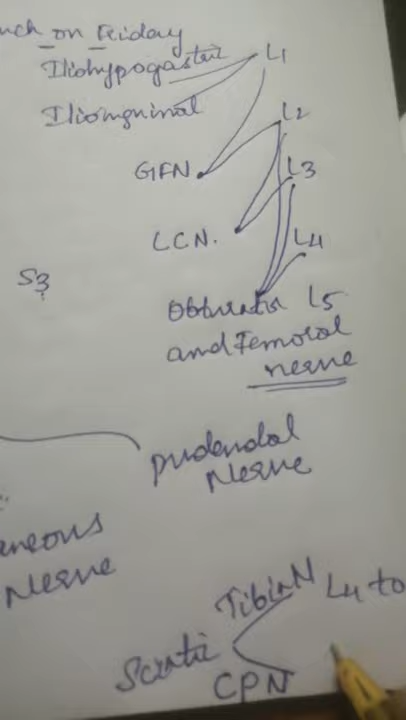 on Friday
Iliohypogastric L1
Ilioinguinal
L2
GFN
L3
LCN.
L4
S3
Obturator L5
and Femoral
nerve
pudendal
Nerve
Nerve
Tibial N L4 to
Sciatic
CPN